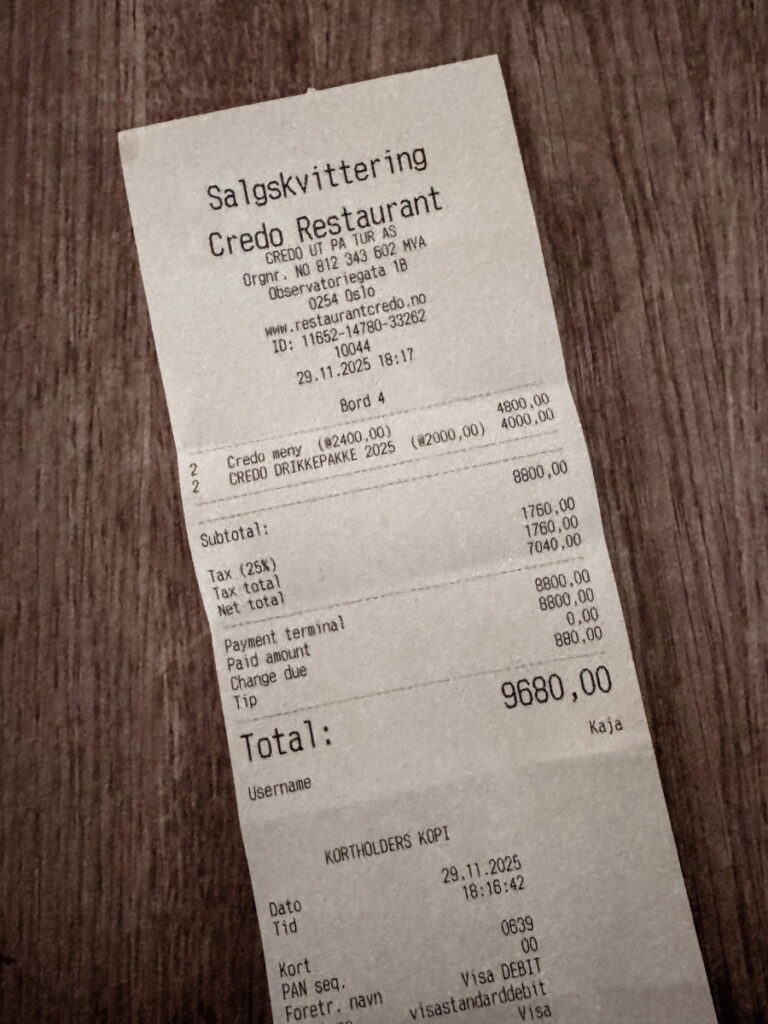 Salgskvittering
Credo Restaurant
CREDO UT PA TUR AS
Orgnr. NO 812 343 602 MVA
Observatoriegata 1B
0254 Oslo
www.restaurantcredo.no
ID: 11652-14780-33262
10044
29.11.2025 18:17
Bord 4
2 Credo meny (@2400,00) 4800,00
2 CREDO DRIKKEPAKKE 2025 (@2000,00) 4000,00
Subtotal: 8800,00
Tax (25%) 1760,00
Tax total 1760,00
Net total 7040,00
Payment terminal 8800,00
Paid amount 8800,00
Change due 0,00
Tip 880,00
Total: 9680,00
Username Kaja
KORTHOLDERS KOPI
Dato 29.11.2025
Tid 18:16:42
Kort 0639
PAN seq. 00
Foretr. navn Visa DEBIT
visastandarddebit
Visa